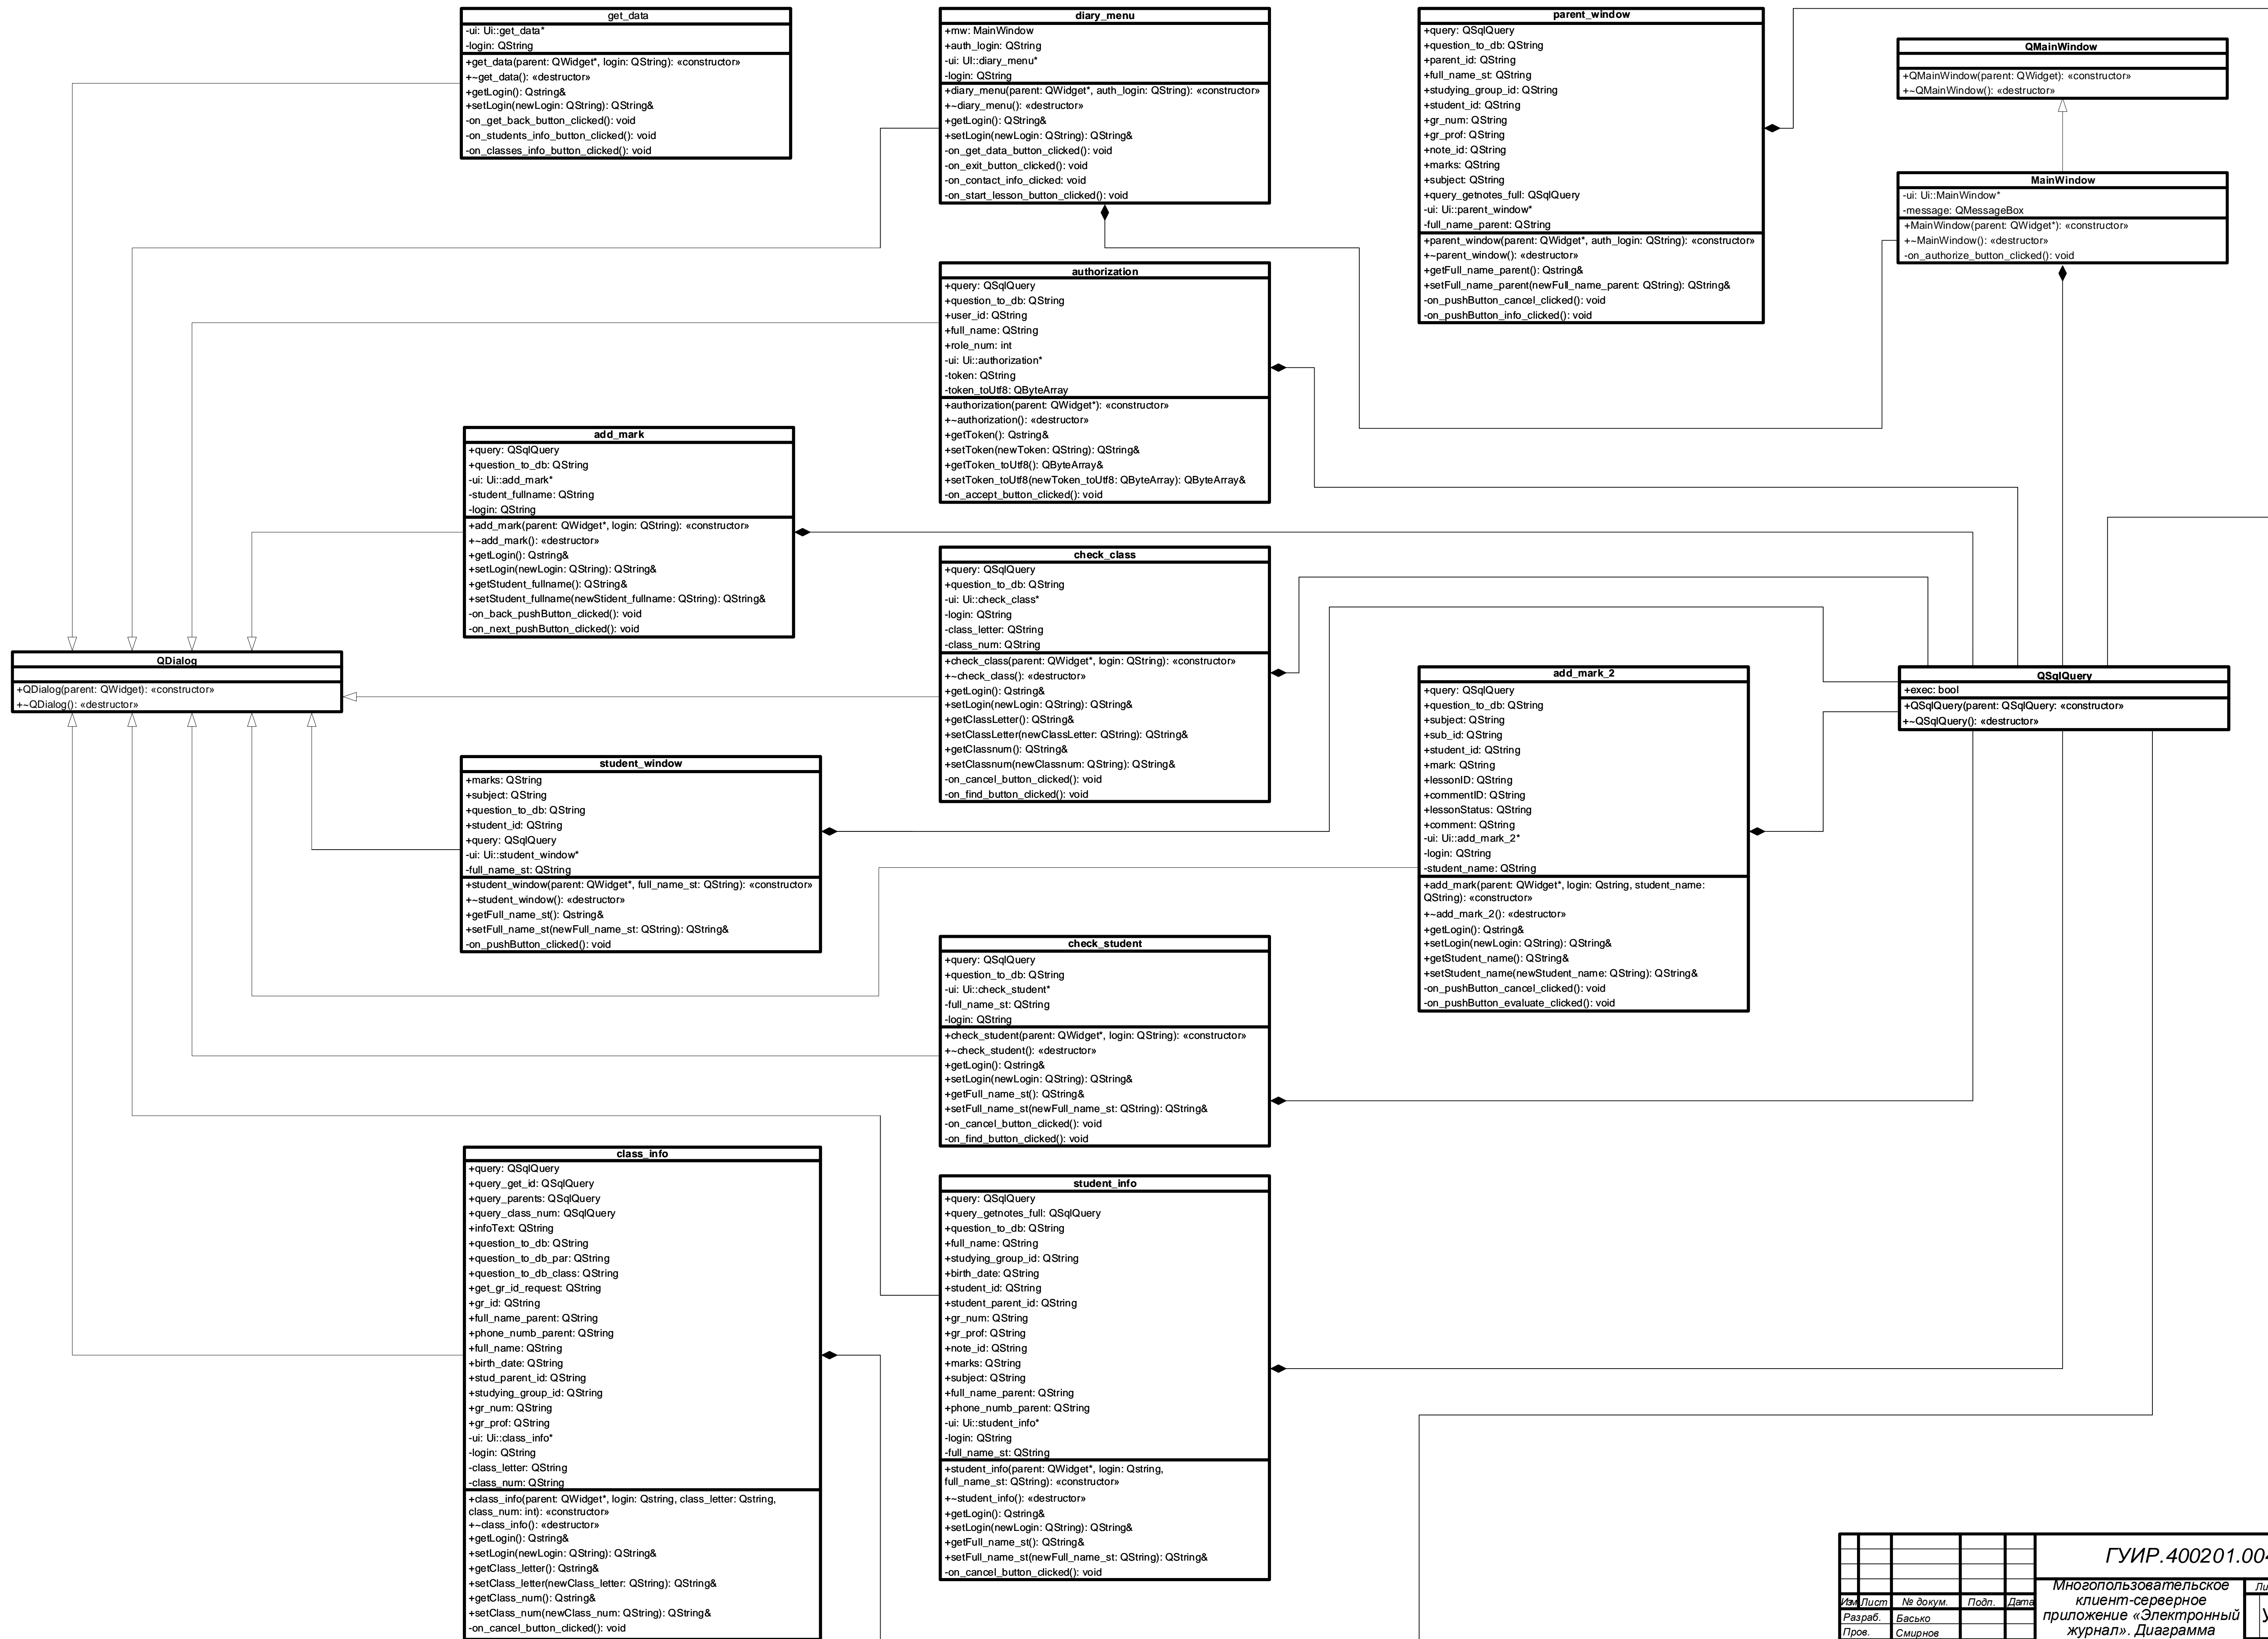 get_data
-ui: Ui::get_data*
-login: QString
+get_data(parent: QWidget*, login: QString): «constructor»
+~get_data(): «destructor»
+getLogin(): Qstring&
+setLogin(newLogin: QString): QString&
-on_get_back_button_clicked(): void
-on_students_info_button_clicked(): void
-on_classes_info_button_clicked(): void
diary_menu
+mw: MainWindow
+auth_login: QString
-ui: UI::diary_menu*
-login: QString
+diary_menu(parent: QWidget*, auth_login: QString): «constructor»
+~diary_menu(): «destructor»
+getLogin(): QString&
+setLogin(newLogin: QString): QString&
-on_get_data_button_clicked(): void
-on_exit_button_clicked(): void
-on_contact_info_clicked: void
-on_start_lesson_button_clicked(): void
parent_window
+query: QSqlQuery
+question_to_db: QString
+parent_id: QString
+full_name_st: QString
+studying_group_id: QString
+student_id: QString
+gr_num: QString
+gr_prof: QString
+note_id: QString
+marks: QString
+subject: QString
+query_getnotes_full: QSqlQuery
-ui: Ui::parent_window*
-full_name_parent: QString
+parent_window(parent: QWidget*, auth_login: QString): «constructor»
+~parent_window(): «destructor»
+getFull_name_parent(): Qstring&
+setFull_name_parent(newFull_name_parent: QString): QString&
-on_pushButton_cancel_clicked(): void
-on_pushButton_info_clicked(): void
QMainWindow
+QMainWindow(parent: QWidget): «constructor»
+~QMainWindow(): «destructor»
MainWindow
-ui: Ui::MainWindow*
-message: QMessageBox
+MainWindow(parent: QWidget*): «constructor»
+~MainWindow(): «destructor»
-on_authorize_button_clicked(): void
authorization
+query: QSqlQuery
+question_to_db: QString
+user_id: QString
+full_name: QString
+role_num: int
-ui: Ui::authorization*
-token: QString
-token_toUtf8: QByteArray
+authorization(parent: QWidget*): «constructor»
+~authorization(): «destructor»
+getToken(): Qstring&
+setToken(newToken: QString): QString&
+getToken_toUtf8(): QByteArray&
+setToken_toUtf8(newToken_toUtf8: QByteArray): QByteArray&
-on_accept_button_clicked(): void
add_mark
+query: QSqlQuery
+question_to_db: QString
-ui: Ui::add_mark*
-student_fullname: QString
-login: QString
+add_mark(parent: QWidget*, login: QString): «constructor»
+~add_mark(): «destructor»
+getLogin(): Qstring&
+setLogin(newLogin: QString): QString&
+getStudent_fullname(): QString&
+setStudent_fullname(newStident_fullname: QString): QString&
-on_back_pushButton_clicked(): void
-on_next_pushButton_clicked(): void
check_class
+query: QSqlQuery
+question_to_db: QString
-ui: Ui::check_class*
-login: QString
-class_letter: QString
-class_num: QString
+check_class(parent: QWidget*, login: QString): «constructor»
+~check_class(): «destructor»
+getLogin(): Qstring&
+setLogin(newLogin: QString): QString&
+getClassLetter(): QString&
+setClassLetter(newClassLetter: QString): QString&
+getClassnum(): QString&
+setClassnum(newClassnum: QString): QString&
-on_cancel_button_clicked(): void
-on_find_button_clicked(): void
QDialog
+QDialog(parent: QWidget): «constructor»
+~QDialog(): «destructor»
add_mark_2
+query: QSqlQuery
+question_to_db: QString
+subject: QString
+sub_id: QString
+student_id: QString
+mark: QString
+lessonID: QString
+commentID: QString
+lessonStatus: QString
+comment: QString
-ui: Ui::add_mark_2*
-login: QString
-student_name: QString
+add_mark(parent: QWidget*, login: Qstring, student_name:
QString): «constructor»
+~add_mark_2(): «destructor»
+getLogin(): Qstring&
+setLogin(newLogin: QString): QString&
+getStudent_name(): QString&
+setStudent_name(newStudent_name: QString): QString&
-on_pushButton_cancel_clicked(): void
-on_pushButton_evaluate_clicked(): void
QSqlQuery
+exec: bool
+QSqlQuery(parent: QSqlQuery: «constructor»
+~QSqlQuery(): «destructor»
student_window
+marks: QString
+subject: QString
+question_to_db: QString
+student_id: QString
+query: QSqlQuery
-ui: Ui::student_window*
-full_name_st: QString
+student_window(parent: QWidget*, full_name_st: QString): «constructor»
+~student_window(): «destructor»
+getFull_name_st(): Qstring&
+setFull_name_st(newFull_name_st: QString): QString&
-on_pushButton_clicked(): void
check_student
+query: QSqlQuery
+question_to_db: QString
-ui: Ui::check_student*
-full_name_st: QString
-login: QString
+check_student(parent: QWidget*, login: QString): «constructor»
+~check_student(): «destructor»
+getLogin(): Qstring&
+setLogin(newLogin: QString): QString&
+getFull_name_st(): QString&
+setFull_name_st(newFull_name_st: QString): QString&
-on_cancel_button_clicked(): void
-on_find_button_clicked(): void
class_info
+query: QSqlQuery
+query_get_id: QSqlQuery
+query_parents: QSqlQuery
+query_class_num: QSqlQuery
+infoText: QString
+question_to_db: QString
+question_to_db_par: QString
+question_to_db_class: QString
+get_gr_id_request: QString
+gr_id: QString
+full_name_parent: QString
+phone_numb_parent: QString
+full_name: QString
+birth_date: QString
+stud_parent_id: QString
+studying_group_id: QString
+gr_num: QString
+gr_prof: QString
-ui: Ui::class_info*
-login: QString
-class_letter: QString
-class_num: QString
+class_info(parent: QWidget*, login: Qstring, class_letter: Qstring,
class_num: int): «constructor»
+~class_info(): «destructor»
+getLogin(): Qstring&
+setLogin(newLogin: QString): QString&
+getClass_letter(): Qstring&
+setClass_letter(newClass_letter: QString): QString&
+getClass_num(): Qstring&
+setClass_num(newClass_num: QString): QString&
-on_cancel_button_clicked(): void
student_info
+query: QSqlQuery
+query_getnotes_full: QSqlQuery
+question_to_db: QString
+full_name: QString
+studying_group_id: QString
+birth_date: QString
+student_id: QString
+student_parent_id: QString
+gr_num: QString
+gr_prof: QString
+note_id: QString
+marks: QString
+subject: QString
+full_name_parent: QString
+phone_numb_parent: QString
-ui: Ui::student_info*
-login: QString
-full_name_st: QString
+student_info(parent: QWidget*, login: Qstring,
full_name_st: QString): «constructor»
+~student_info(): «destructor»
+getLogin(): Qstring&
+setLogin(newLogin: QString): QString&
+getFull_name_st(): QString&
+setFull_name_st(newFull_name_st: QString): QString&
-on_cancel_button_clicked(): void
ГУИР.400201.004
Изм Лист № докум. Подп. Дата
Разраб. Басько
Пров. Смирнов
Многопользовательское
клиент-серверное
приложение «Электронный
журнал». Диаграмма